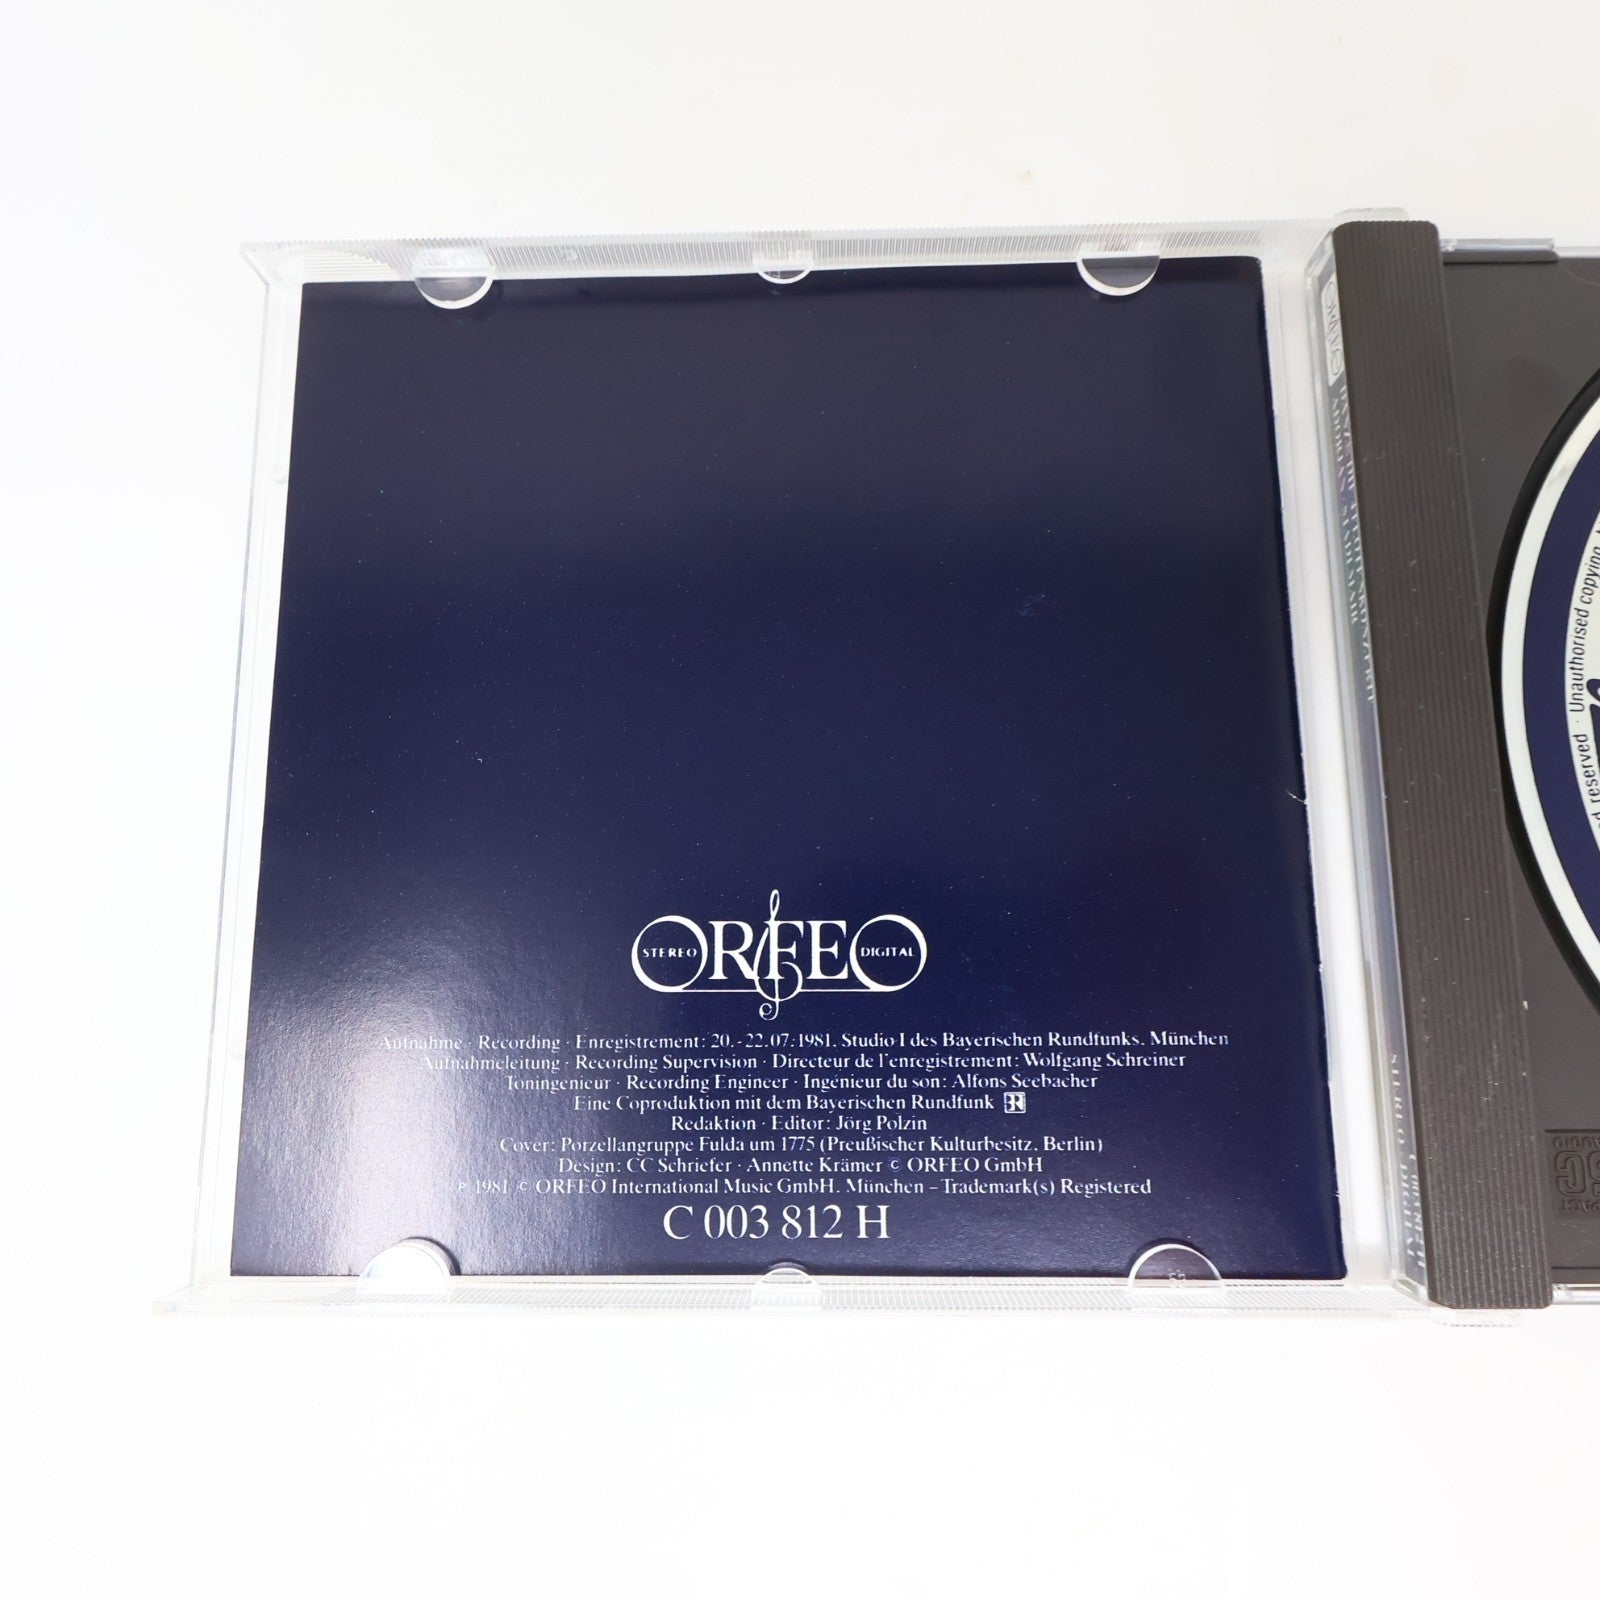 STEREO ORFEO DIGITAL
Aufnahme · Recording · Enregistrement: 20.-22.07.1981. Studio I des Bayerischen Rundfunks. München
Aufnahmeleitung · Recording Supervision · Directeur de l'enregistrement: Wolfgang Schreiner
Toningenieur · Recording Engineer · Ingénieur du son: Alfons Seebacher
Eine Coproduktion mit dem Bayerischen Rundfunk BR
Redaktion · Editor: Jörg Polzin
Cover: Porzellangruppe Fulda um 1775 (Preußischer Kulturbesitz, Berlin)
Design: CC Schriefer · Annette Krämer © ORFEO GmbH
℗ 1981 © ORFEO International Music GmbH. München – Trademark(s) Registered
C 003 812 H
reserved · Unauthorised copying